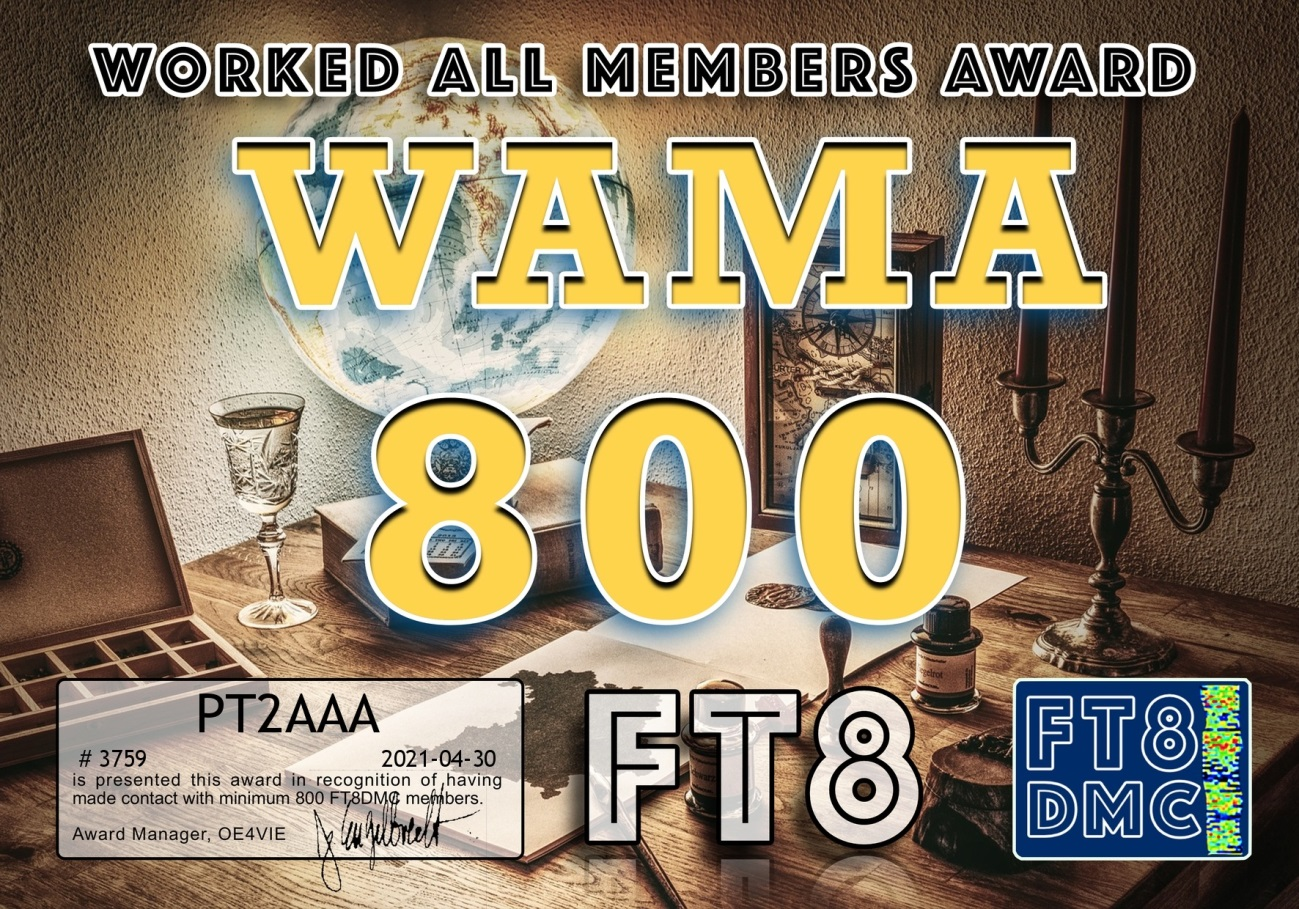 WORKED ALL MEMBERS AWARD
WAMA
800
PT2AAA
# 3759 2021-04-30
is presented this award in recognition of having
made contact with minimum 800 FT8DMC members.
Award Manager, OE4VIE
FT8
FT8
DMC